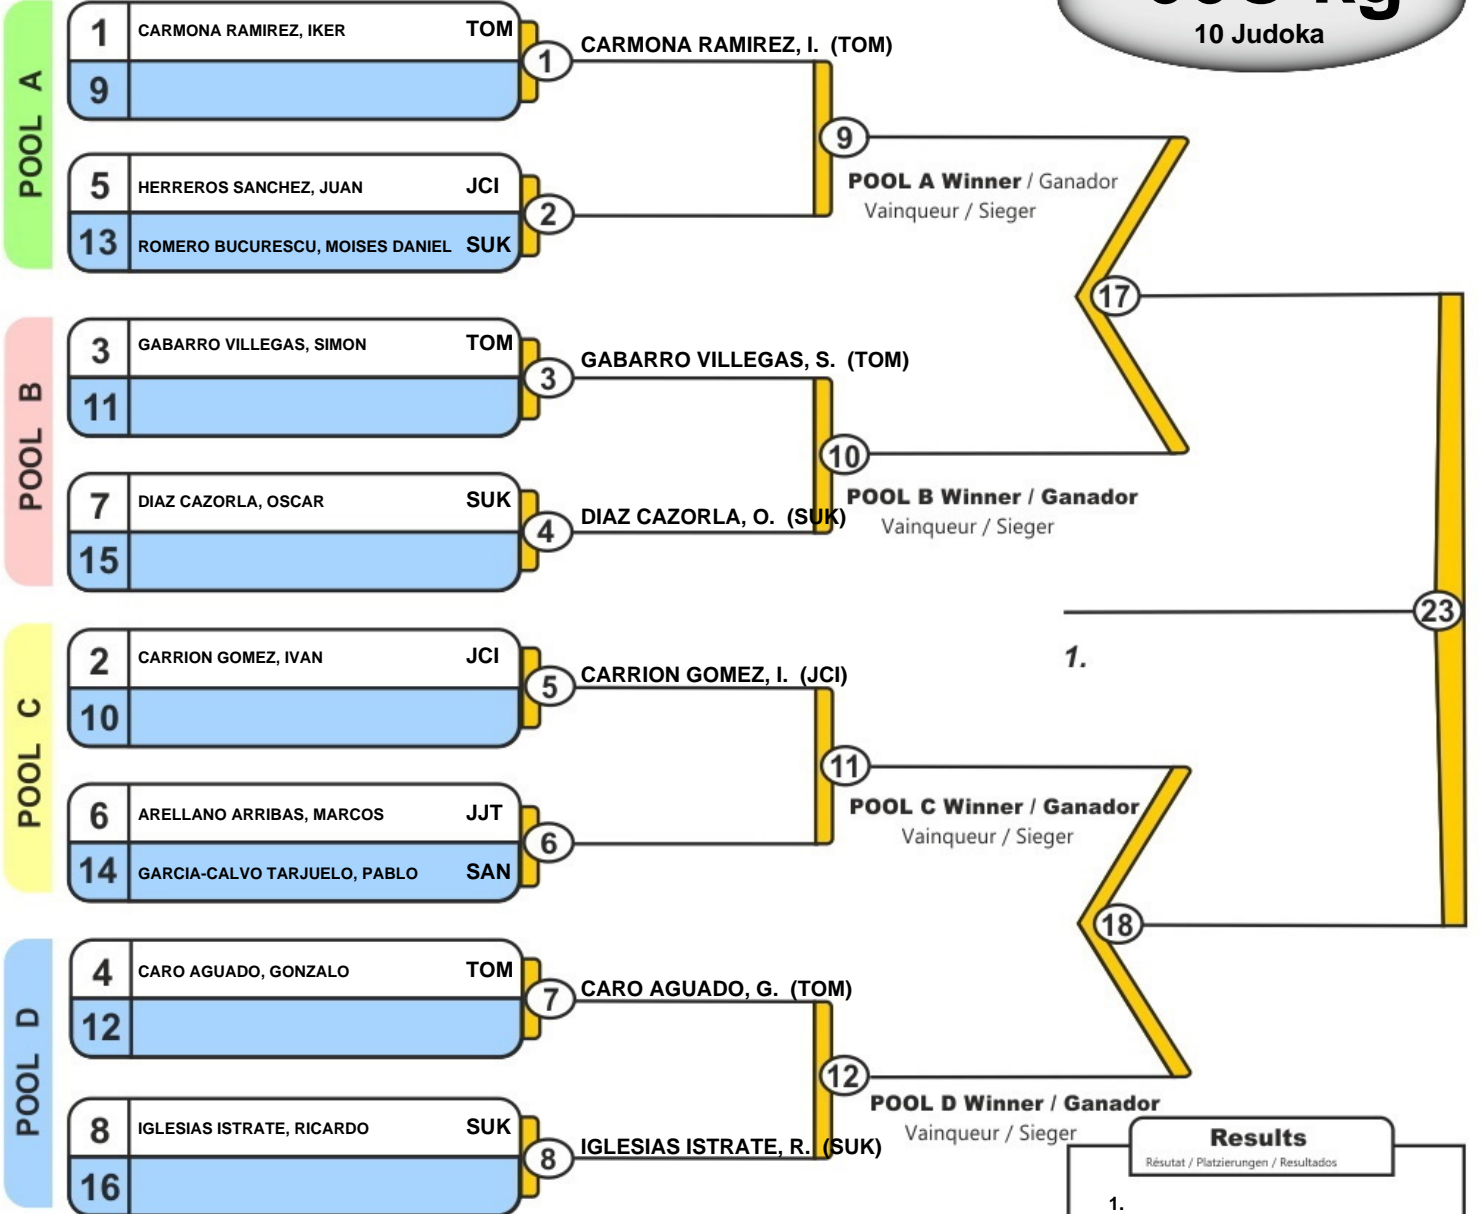 10 Judoka
POOL A
1 CARMONA RAMIREZ, IKER TOM
9
1
CARMONA RAMIREZ, I. (TOM)
5 HERREROS SANCHEZ, JUAN JCI
13 ROMERO BUCURESCU, MOISES DANIEL SUK
2
9
POOL A Winner / Ganador
Vainqueur / Sieger
POOL B
3 GABARRO VILLEGAS, SIMON TOM
11
3
GABARRO VILLEGAS, S. (TOM)
7 DIAZ CAZORLA, OSCAR SUK
15
4
DIAZ CAZORLA, O. (SUK)
10
POOL B Winner / Ganador
Vainqueur / Sieger
17
POOL C
2 CARRION GOMEZ, IVAN JCI
10
5
CARRION GOMEZ, I. (JCI)
6 ARELLANO ARRIBAS, MARCOS JJT
14 GARCIA-CALVO TARJUELO, PABLO SAN
6
11
POOL C Winner / Ganador
Vainqueur / Sieger
POOL D
4 CARO AGUADO, GONZALO TOM
12
7
CARO AGUADO, G. (TOM)
8 IGLESIAS ISTRATE, RICARDO SUK
16
8
IGLESIAS ISTRATE, R. (SUK)
12
POOL D Winner / Ganador
Vainqueur / Sieger
18
23
1.
Results
Résutat / Platzierungen / Resultados
1.